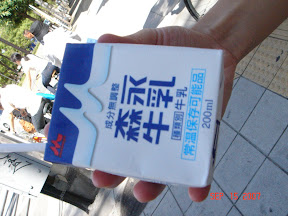 成分無調整
森永
牛乳
種類別 牛乳
常温保存可能品
200ml